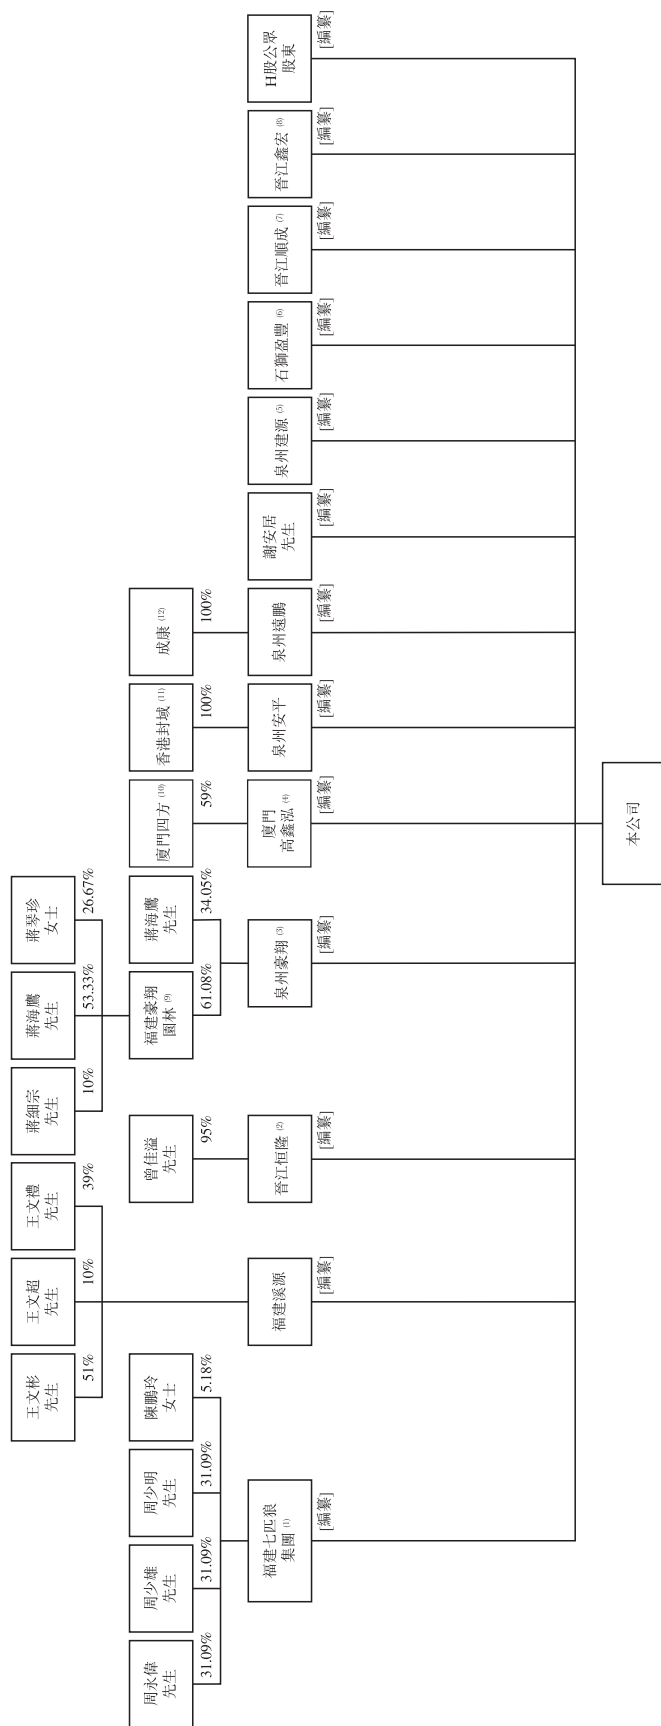 王文彬
先生
51%
王文超
先生
10%
王文禮
先生
39%
蔣細宗
先生
10%
蔣海鷹
先生
53.33%
蔣琴珍
女士
26.67%
周永偉
先生
31.09%
周少雄
先生
31.09%
周少明
先生
31.09%
陳鵬玲
女士
5.18%
曾佳溢
先生
95%
福建豪翔
園林 (9)
61.08%
蔣海鷹
先生
34.05%
廈門四方 (10)
59%
香港封域 (11)
100%
成康 (12)
100%
福建七匹狼
集團 (1)
[編纂]
福建溪源
[編纂]
晉江恒隆 (2)
[編纂]
泉州豪翔 (3)
[編纂]
廈門
高鑫泓 (4)
[編纂]
泉州安平
[編纂]
泉州遠鵬
[編纂]
謝安居
先生
[編纂]
泉州建源 (5)
[編纂]
石獅盈豐 (6)
[編纂]
晉江順成 (7)
[編纂]
晉江鑫宏 (8)
[編纂]
H股公眾
股東
[編纂]
本公司